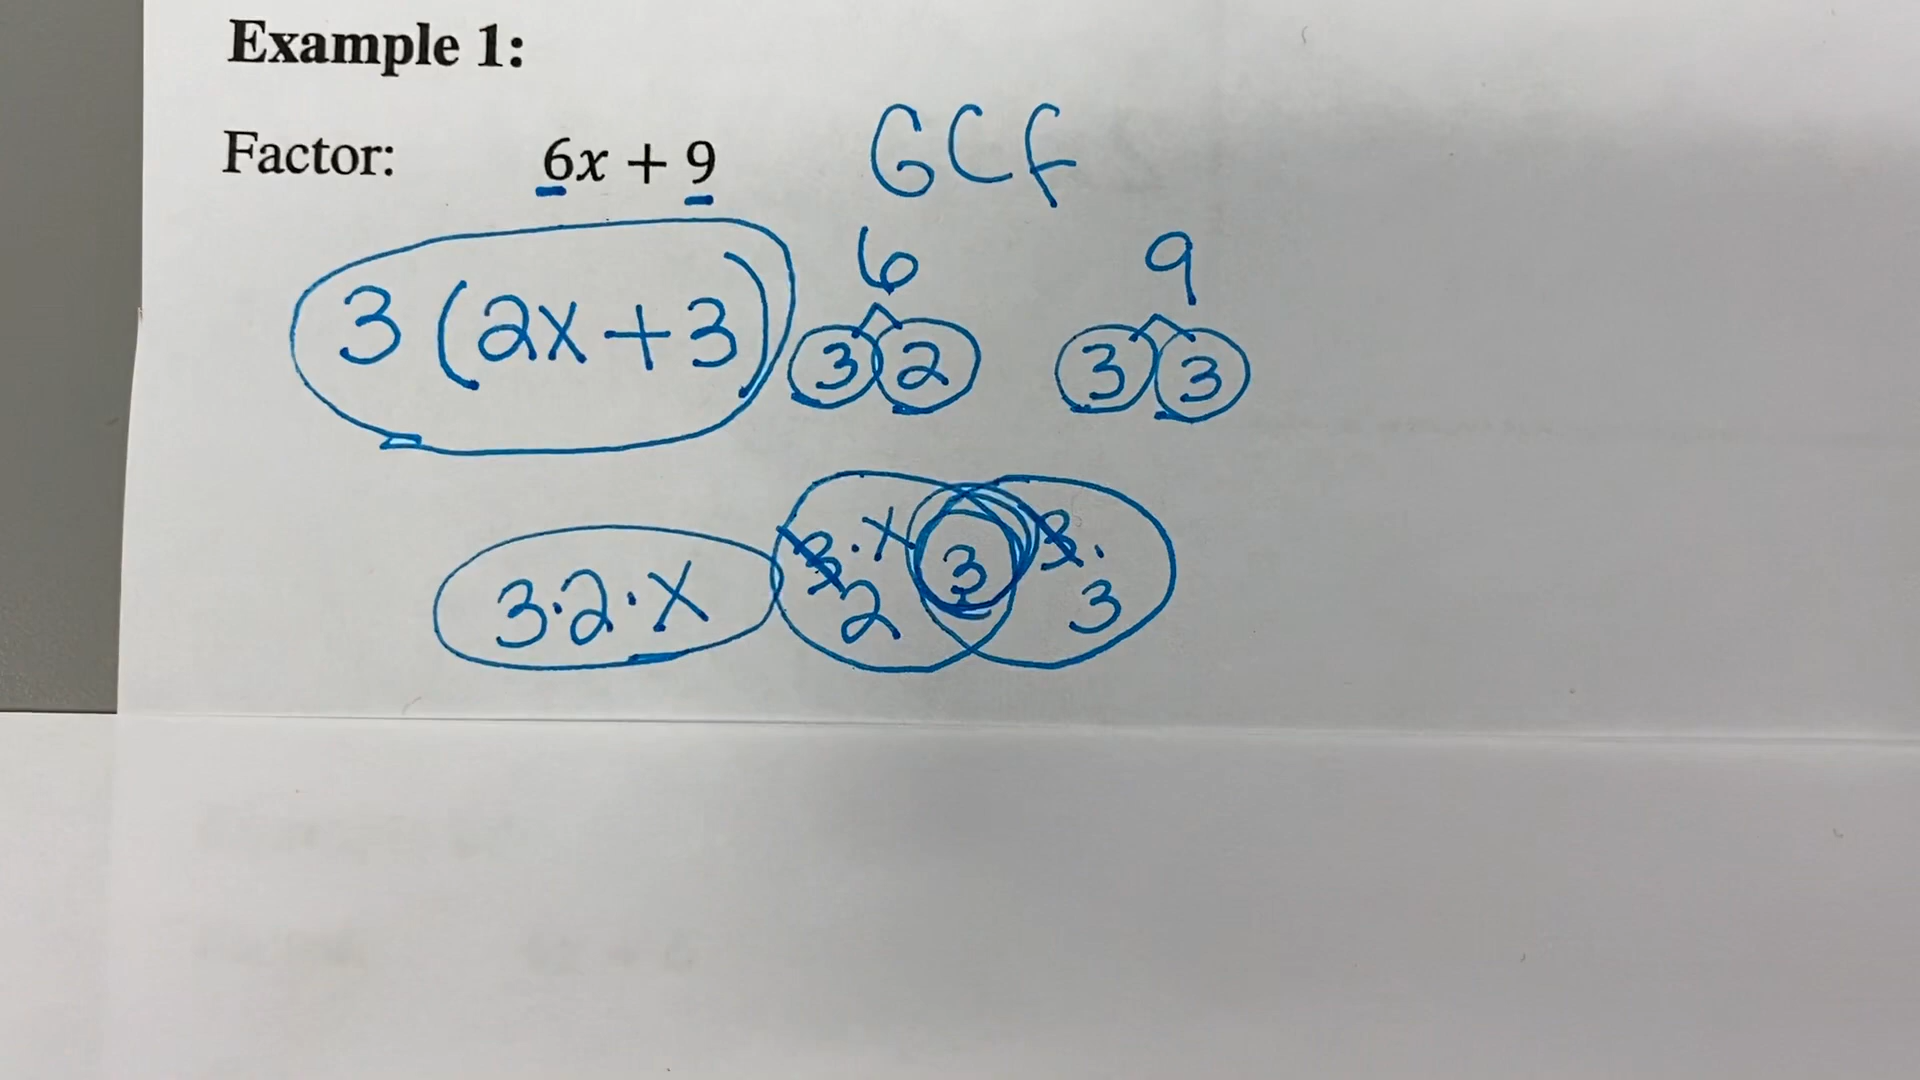 Example 1:
Factor: 6x + 9 GCF
6 9
3 (2x + 3) 3 2 3 3
3·2·x 3·x 2 3 3· 3